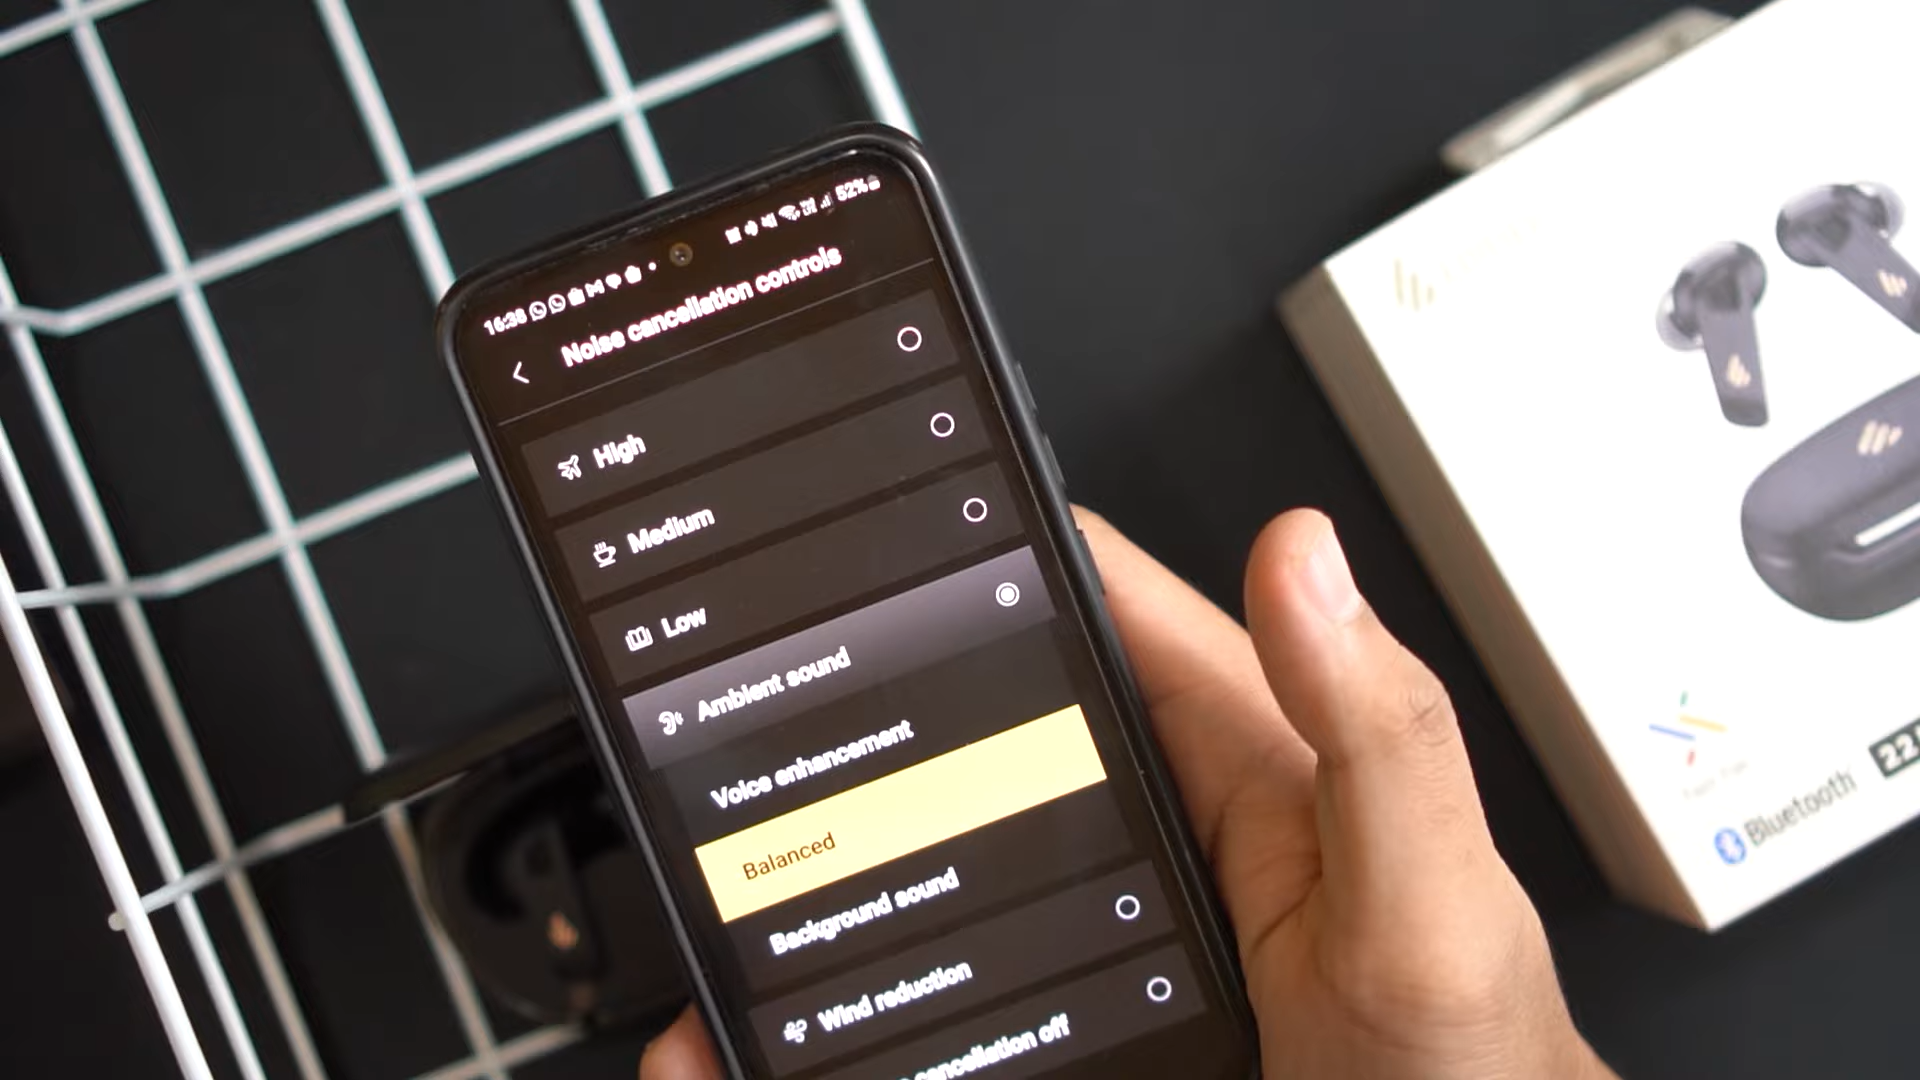 16:38
52%
Noise cancellation controls
High
Medium
Low
Ambient sound
Voice enhancement
Balanced
Background sound
Wind reduction
cancellation off
Bluetooth